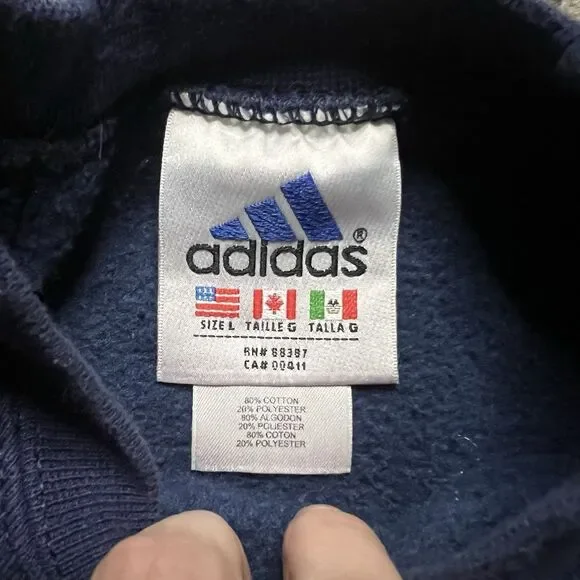 adidas®
SIZE L TAILLE G TALLA G
RN# 88387
CA# 00411
80% COTTON
20% POLYESTER
80% ALGODON
20% POLIESTER
80% COTON
20% POLYESTER